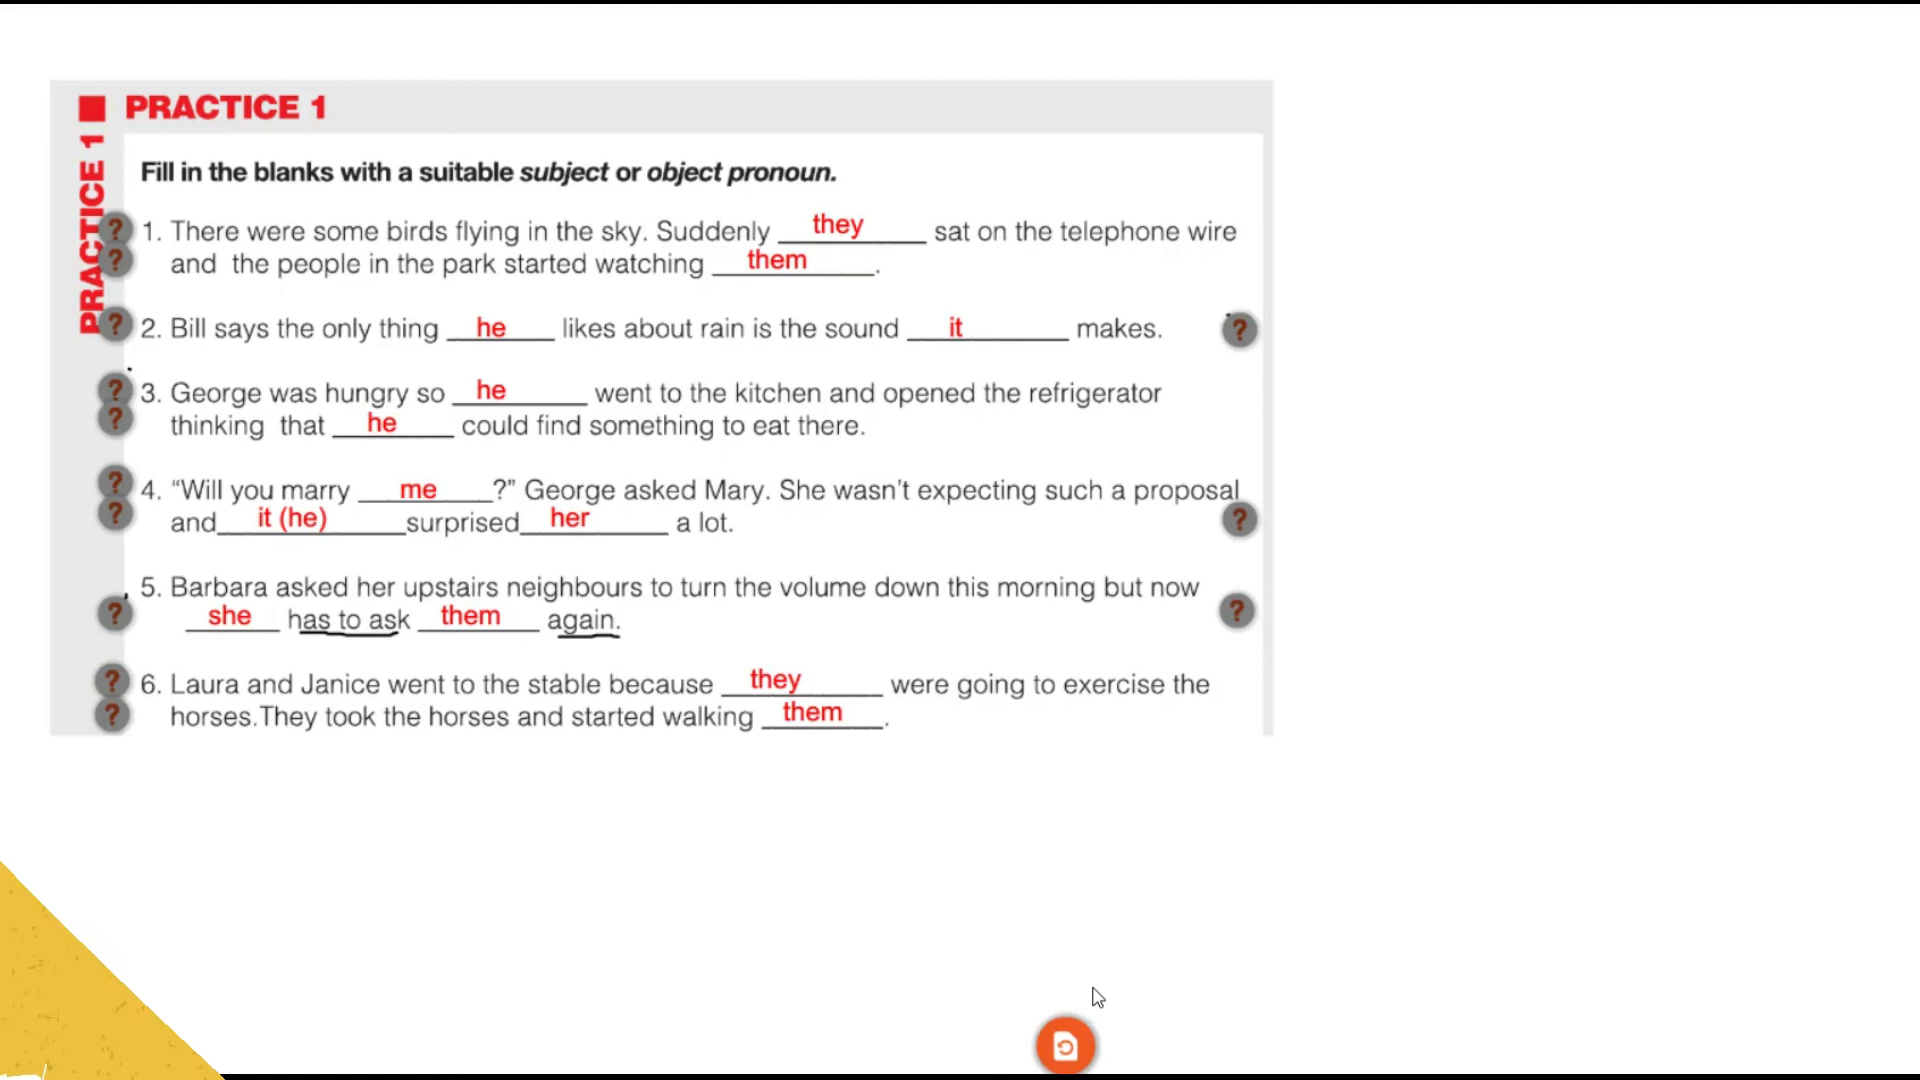 PRACTICE 1
PRACTICE 1
Fill in the blanks with a suitable subject or object pronoun.
? 1. There were some birds flying in the sky. Suddenly they sat on the telephone wire
? and the people in the park started watching them.
? 2. Bill says the only thing he likes about rain is the sound it makes. ?
? 3. George was hungry so he went to the kitchen and opened the refrigerator
? thinking that he could find something to eat there.
? 4. “Will you marry me?” George asked Mary. She wasn't expecting such a proposal
? and it (he) surprised her a lot. ?
5. Barbara asked her upstairs neighbours to turn the volume down this morning but now
? she has to ask them again. ?
? 6. Laura and Janice went to the stable because they were going to exercise the
? horses.They took the horses and started walking them.